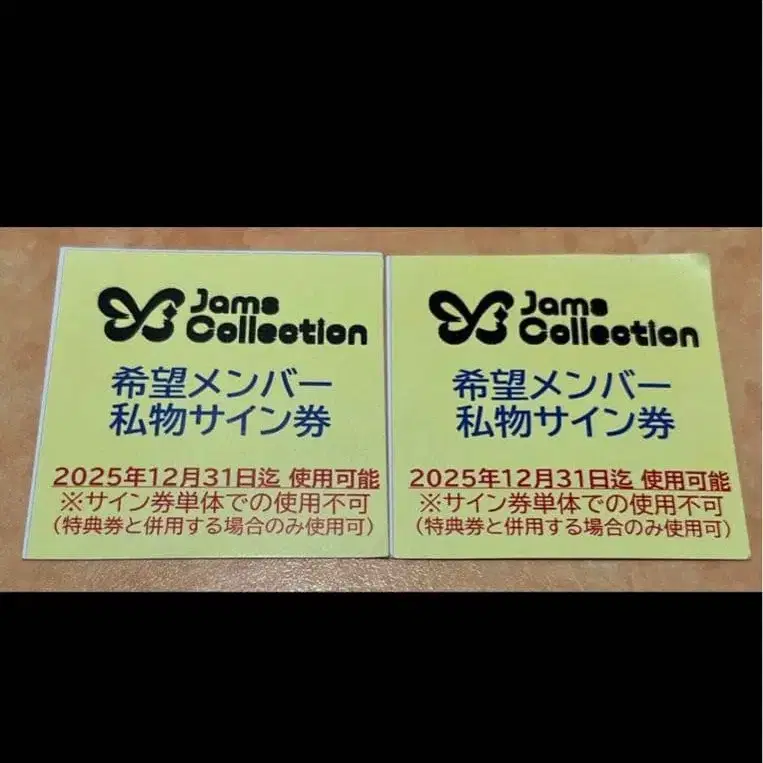 Jams
Collection
希望メンバー
私物サイン券
2025年12月31日迄 使用可能
※サイン券単体での使用不可
(特典券と併用する場合のみ使用可)
Jams
Collection
希望メンバー
私物サイン券
2025年12月31日迄 使用可能
※サイン券単体での使用不可
(特典券と併用する場合のみ使用可)